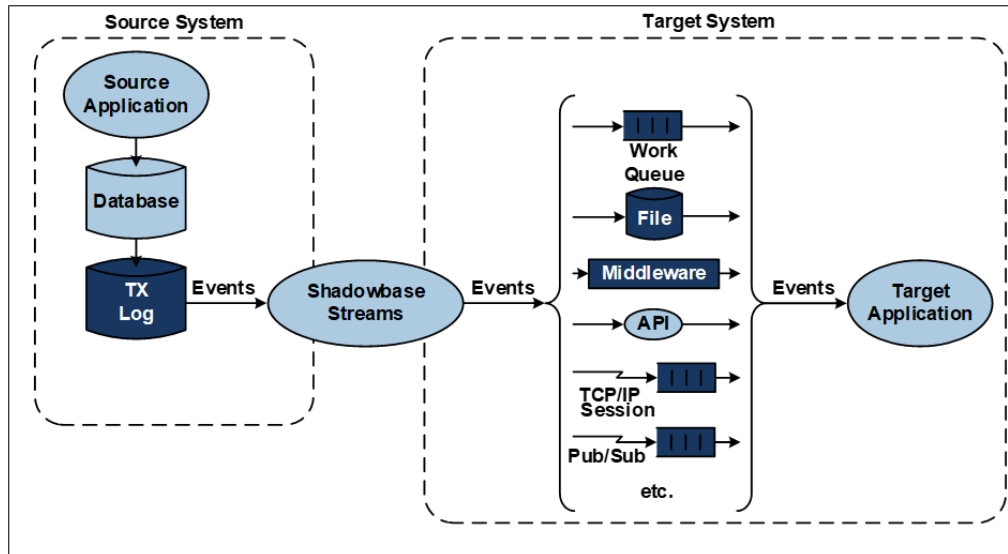 Source System
Target System
Source
Application
Database
TX
Log
Events
Shadowbase
Streams
Events
Work
Queue
File
Middleware
API
TCP/IP
Session
Pub/Sub
etc.
Events
Target
Application